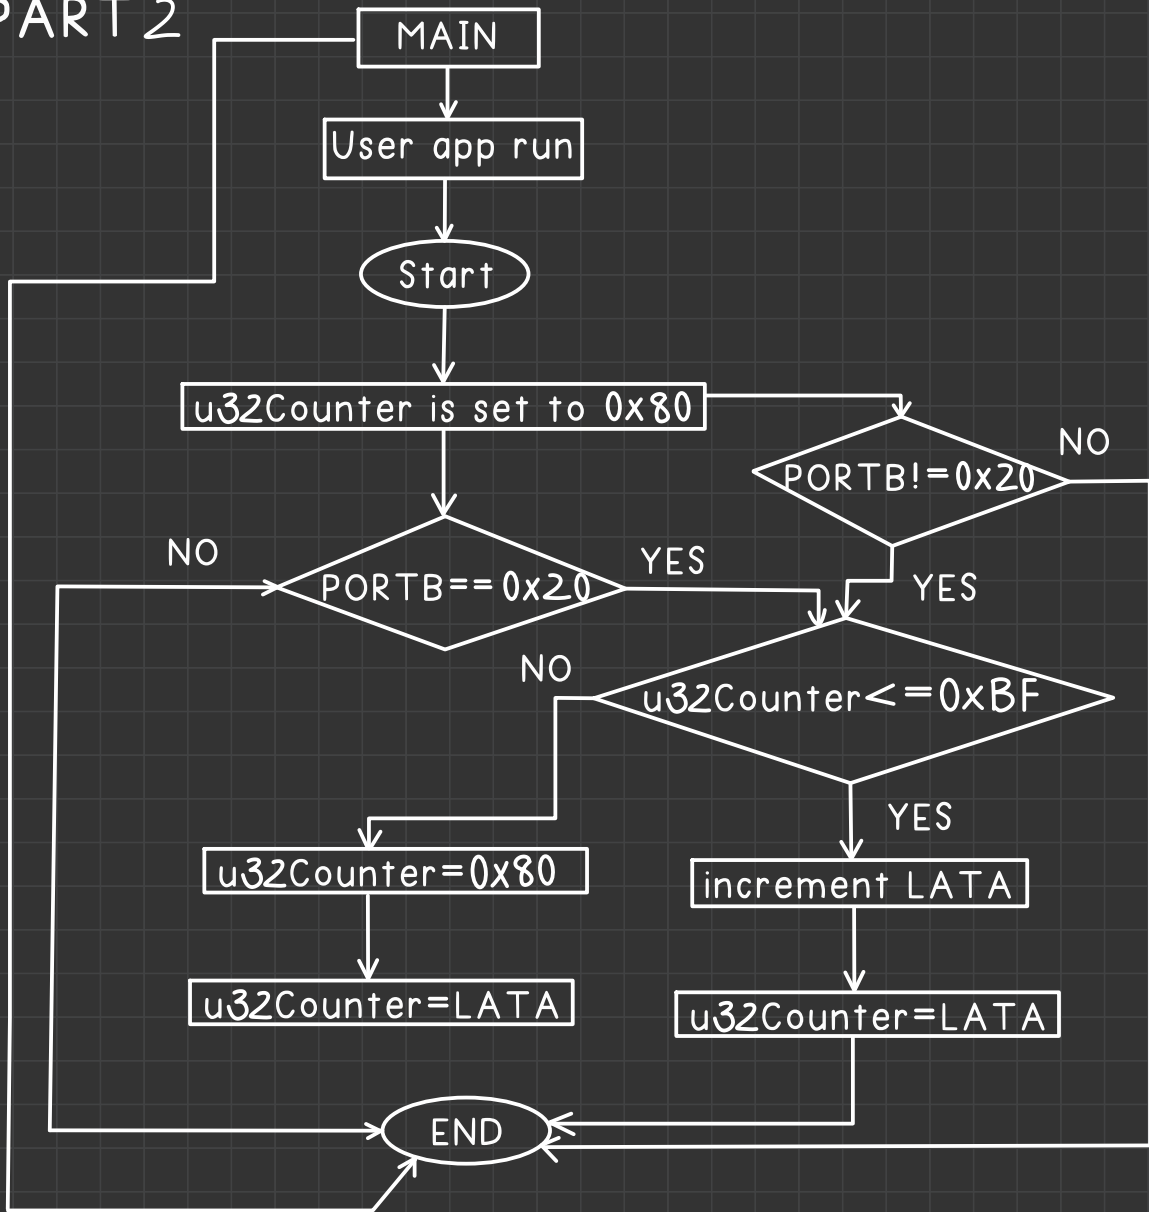 PART 2
MAIN
User app run
Start
u32Counter is set to 0x80
NO
PORTB!=0x20
NO
YES
PORTB==0x20
YES
NO
u32Counter<=0xBF
YES
u32Counter=0x80
increment LATA
u32Counter=LATA
u32Counter=LATA
END